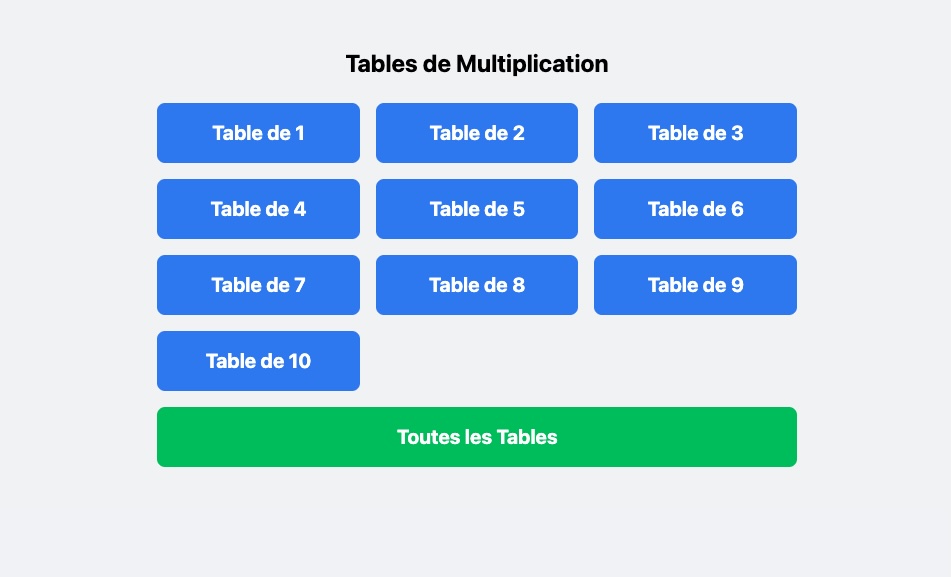 Tables de Multiplication
Table de 1
Table de 2
Table de 3
Table de 4
Table de 5
Table de 6
Table de 7
Table de 8
Table de 9
Table de 10
Toutes les Tables